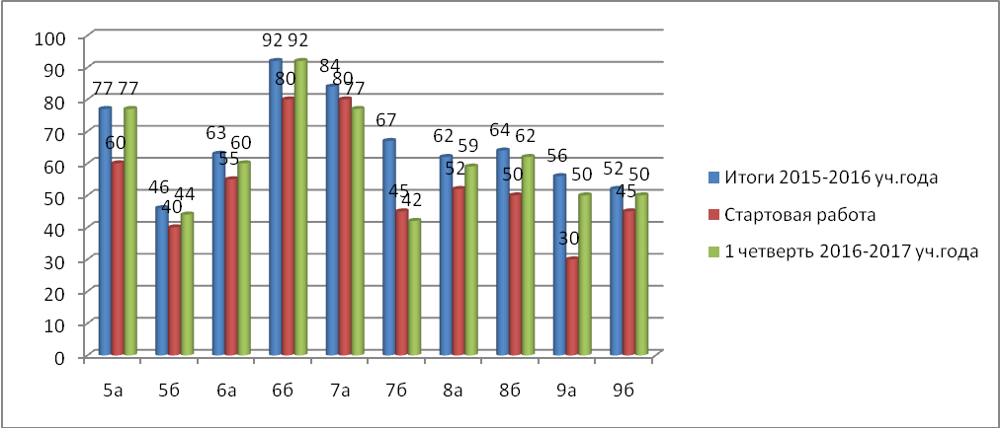 100
90
80
70
60
50
40
30
20
10
0
77 60 77
46 40 44
63 55 60
92 80 92
84 80 77
67 45 42
62 52 59
64 50 62
56 30 50
52 45 50
5а 5б 6а 6б 7а 7б 8а 8б 9а 9б
Итоги 2015-2016 уч.года
Стартовая работа
1 четверть 2016-2017 уч.года